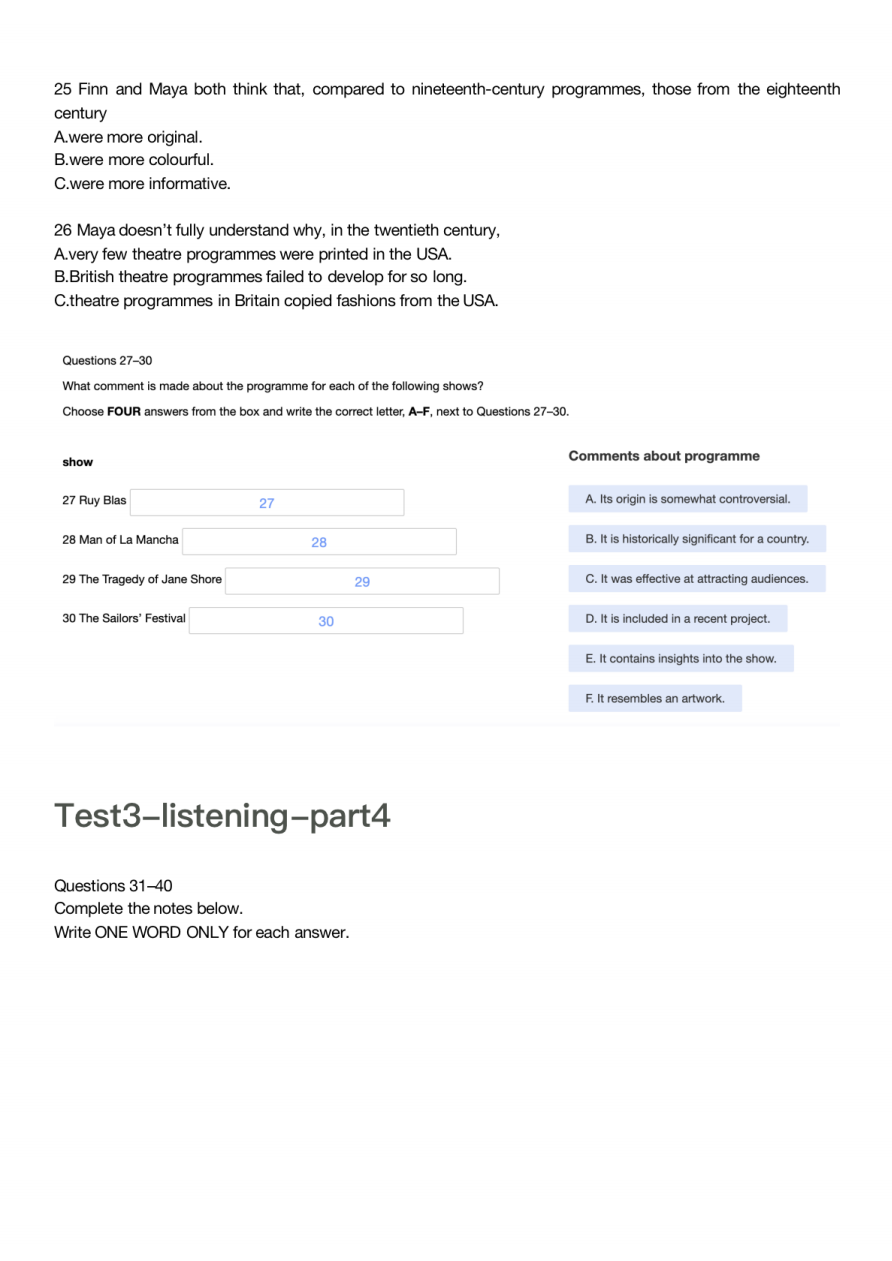 25 Finn and Maya both think that, compared to nineteenth-century programmes, those from the eighteenth
century
A.were more original.
B.were more colourful.
C.were more informative.
26 Maya doesn’t fully understand why, in the twentieth century,
A.very few theatre programmes were printed in the USA.
B.British theatre programmes failed to develop for so long.
C.theatre programmes in Britain copied fashions from the USA.
Questions 27–30
What comment is made about the programme for each of the following shows?
Choose FOUR answers from the box and write the correct letter, A–F, next to Questions 27–30.
show
27 Ruy Blas 27
28 Man of La Mancha 28
29 The Tragedy of Jane Shore 29
30 The Sailors’ Festival 30
Comments about programme
A. Its origin is somewhat controversial.
B. It is historically significant for a country.
C. It was effective at attracting audiences.
D. It is included in a recent project.
E. It contains insights into the show.
F. It resembles an artwork.
Test3–listening–part4
Questions 31–40
Complete the notes below.
Write ONE WORD ONLY for each answer.